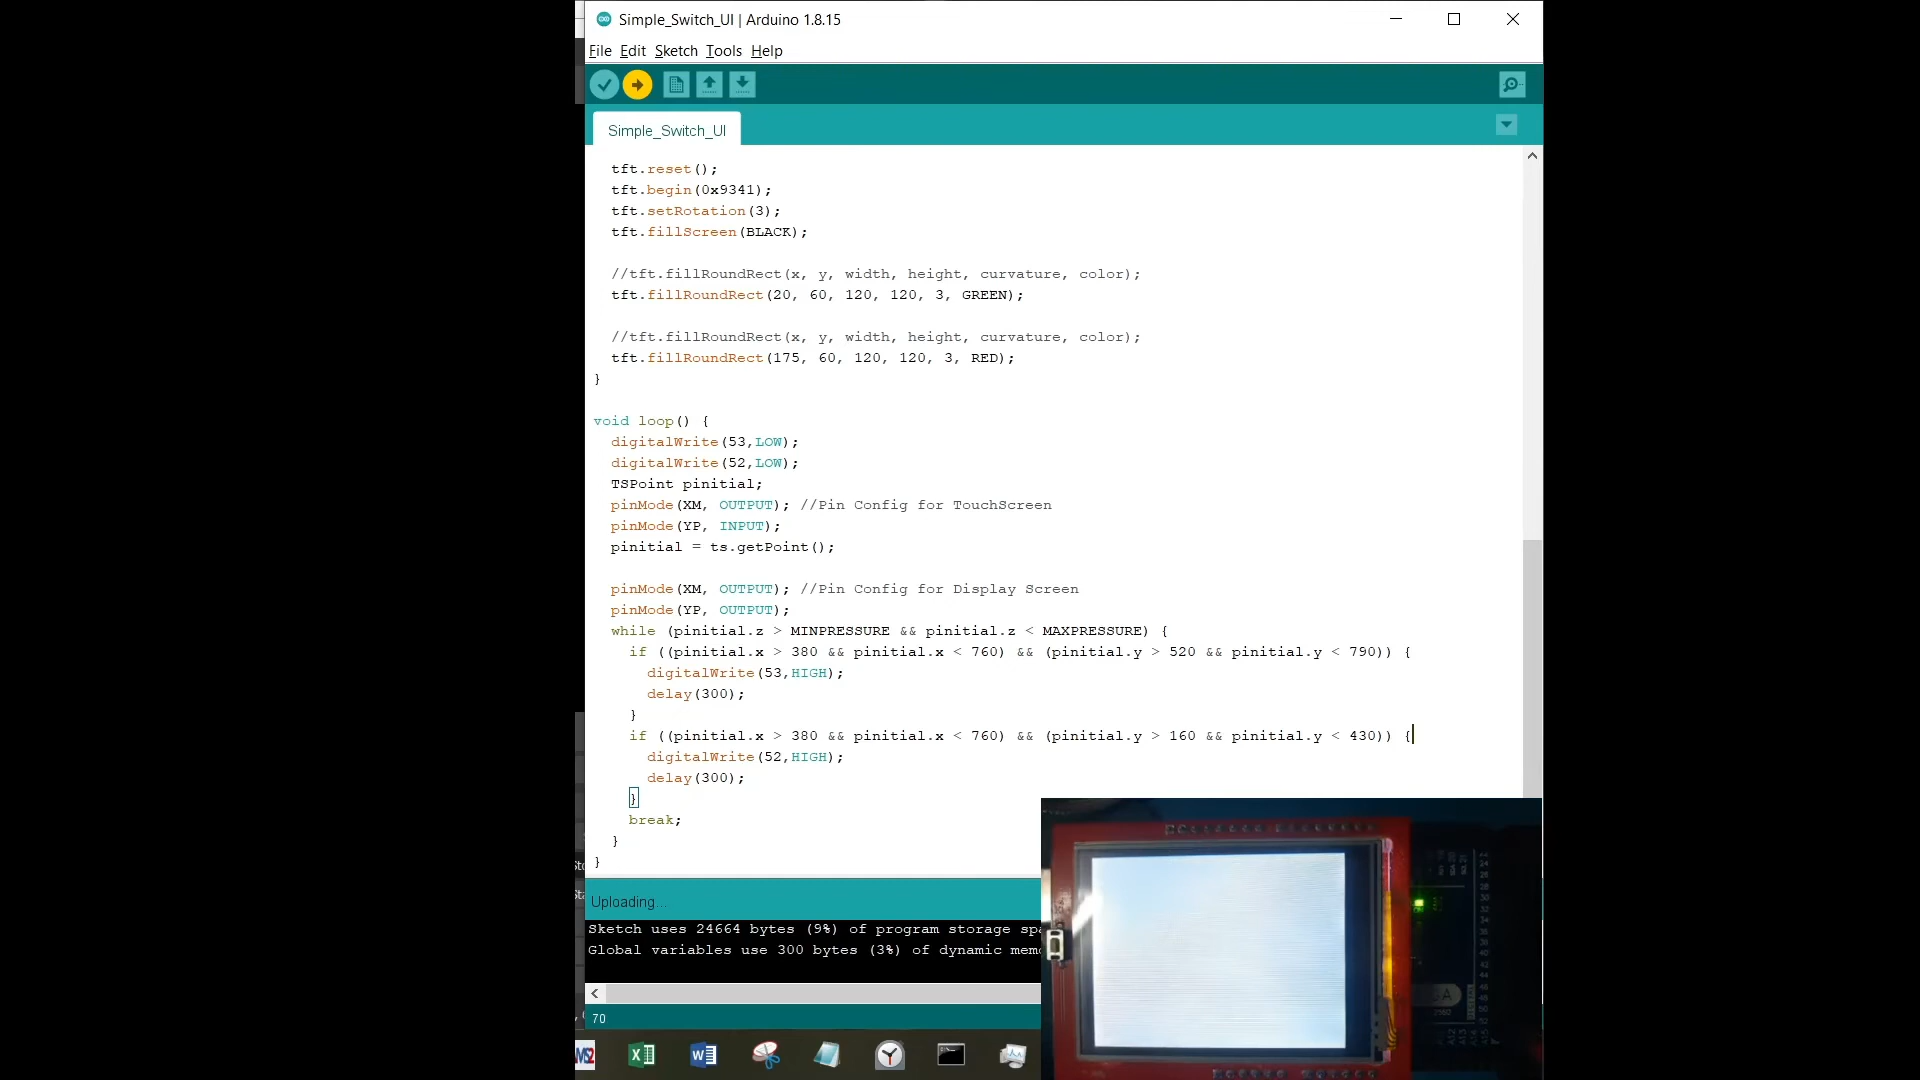 Simple_Switch_UI | Arduino 1.8.15
File Edit Sketch Tools Help
Simple_Switch_UI
tft.reset();
tft.begin(0x9341);
tft.setRotation(3);
tft.fillScreen(BLACK);
//tft.fillRoundRect(x, y, width, height, curvature, color);
tft.fillRoundRect(20, 60, 120, 120, 3, GREEN);
//tft.fillRoundRect(x, y, width, height, curvature, color);
tft.fillRoundRect(175, 60, 120, 120, 3, RED);
}
void loop() {
digitalWrite(53,LOW);
digitalWrite(52,LOW);
TSPoint pinitial;
pinMode(XM, OUTPUT); //Pin Config for TouchScreen
pinMode(YP, INPUT);
pinitial = ts.getPoint();
pinMode(XM, OUTPUT); //Pin Config for Display Screen
pinMode(YP, OUTPUT);
while (pinitial.z > MINPRESSURE && pinitial.z < MAXPRESSURE) {
if ((pinitial.x > 380 && pinitial.x < 760) && (pinitial.y > 520 && pinitial.y < 790)) {
digitalWrite(53,HIGH);
delay(300);
}
if ((pinitial.x > 380 && pinitial.x < 760) && (pinitial.y > 160 && pinitial.y < 430)) {
digitalWrite(52,HIGH);
delay(300);
}
break;
}
}
Uploading...
Sketch uses 24664 bytes (9%) of program storage spa
Global variables use 300 bytes (3%) of dynamic memo
70